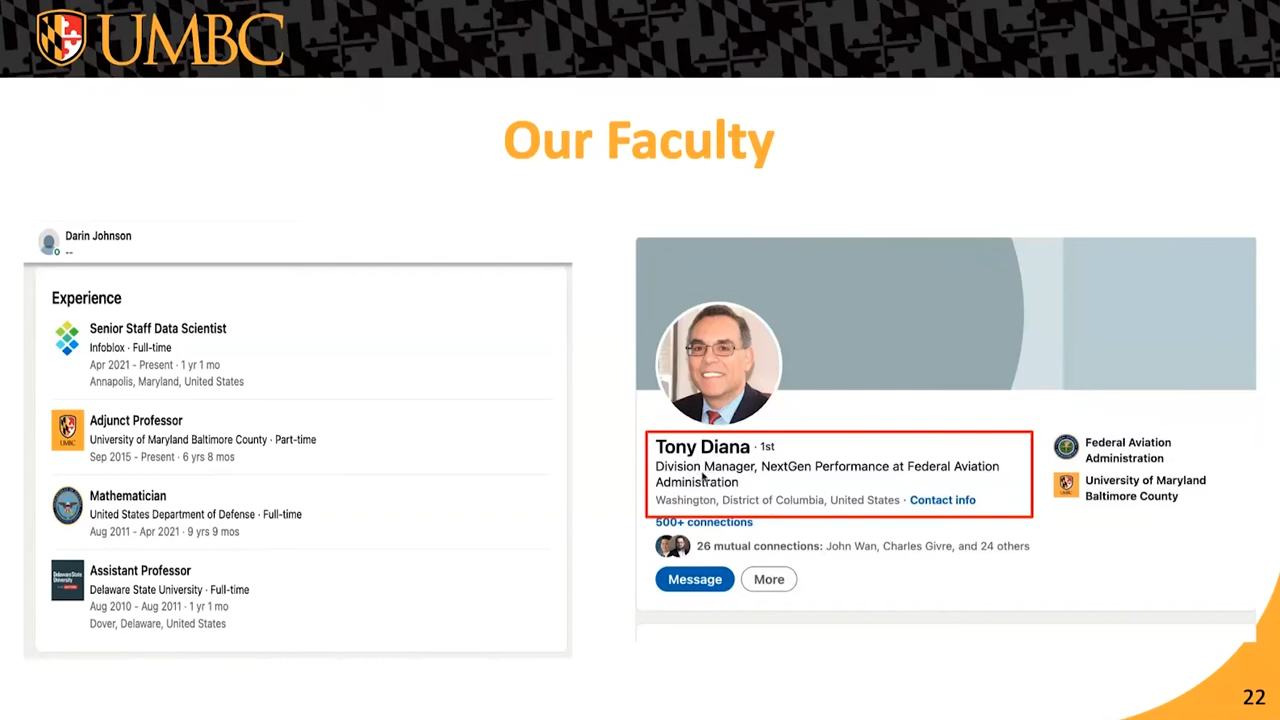 UMBC
Our Faculty
Darin Johnson
--
Experience
Senior Staff Data Scientist
Infoblox · Full-time
Apr 2021 - Present · 1 yr 1 mo
Annapolis, Maryland, United States
UMBC
Adjunct Professor
University of Maryland Baltimore County · Part-time
Sep 2015 - Present · 6 yrs 8 mos
Mathematician
United States Department of Defense · Full-time
Aug 2011 - Apr 2021 · 9 yrs 9 mos
Assistant Professor
Delaware State University · Full-time
Aug 2010 - Aug 2011 · 1 yr 1 mo
Dover, Delaware, United States
Tony Diana · 1st
Division Manager, NextGen Performance at Federal Aviation
Administration
Washington, District of Columbia, United States · Contact info
500+ connections
26 mutual connections: John Wan, Charles Givre, and 24 others
Message
More
Federal Aviation
Administration
University of Maryland
Baltimore County
22